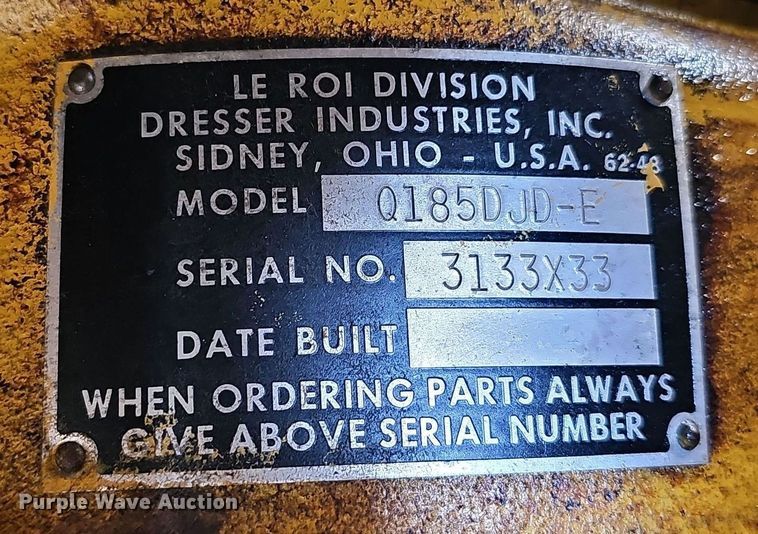 LE ROI DIVISION
DRESSER INDUSTRIES, INC.
SIDNEY, OHIO - U.S.A. 62-48
MODEL Q185DJD-E
SERIAL NO. 3133X33
DATE BUILT
WHEN ORDERING PARTS ALWAYS
GIVE ABOVE SERIAL NUMBER
Purple Wave Auction